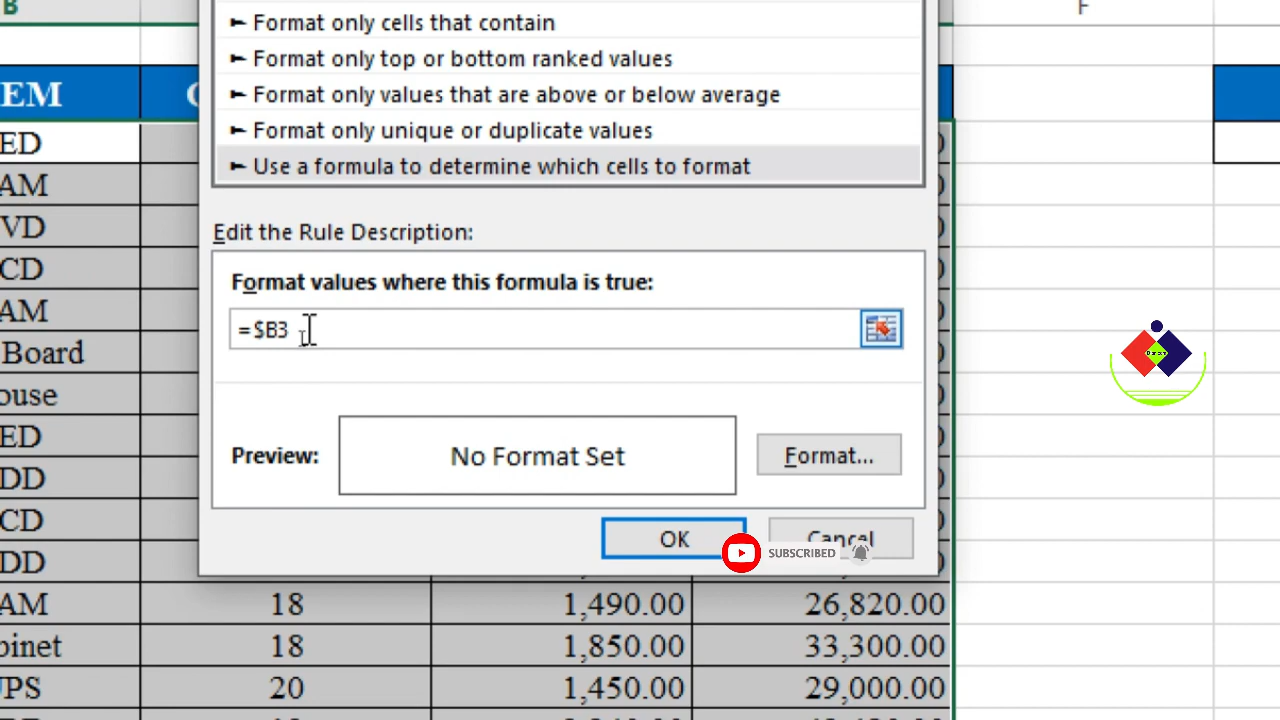 B
F
► Format only cells that contain
► Format only top or bottom ranked values
► Format only values that are above or below average
► Format only unique or duplicate values
► Use a formula to determine which cells to format
EM
ED
AM
VD
CD
AM
Board
ouse
ED
DD
CD
DD
Edit the Rule Description:
Format values where this formula is true:
=$B3
Preview:
No Format Set
Format...
OK
Cancel
SUBSCRIBED
AM 18 1,490.00 26,820.00
binet 18 1,850.00 33,300.00
UPS 20 1,450.00 29,000.00